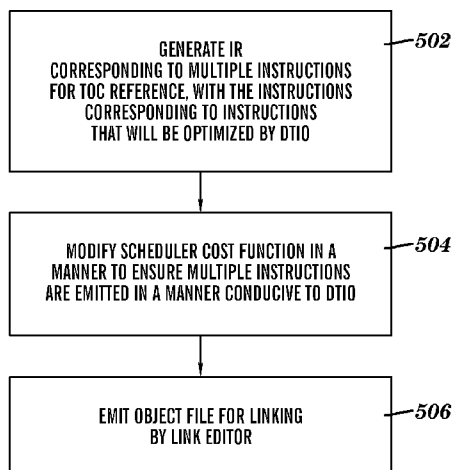 GENERATE IR
CORRESPONDING TO MULTIPLE INSTRUCTIONS
FOR TOC REFERENCE, WITH THE INSTRUCTIONS
CORRESPONDING TO INSTRUCTIONS
THAT WILL BE OPTIMIZED BY DTIO
502
MODIFY SCHEDULER COST FUNCTION IN A
MANNER TO ENSURE MULTIPLE INSTRUCTIONS
ARE EMITTED IN A MANNER CONDUCIVE TO DTIO
504
EMIT OBJECT FILE FOR LINKING
BY LINK EDITOR
506